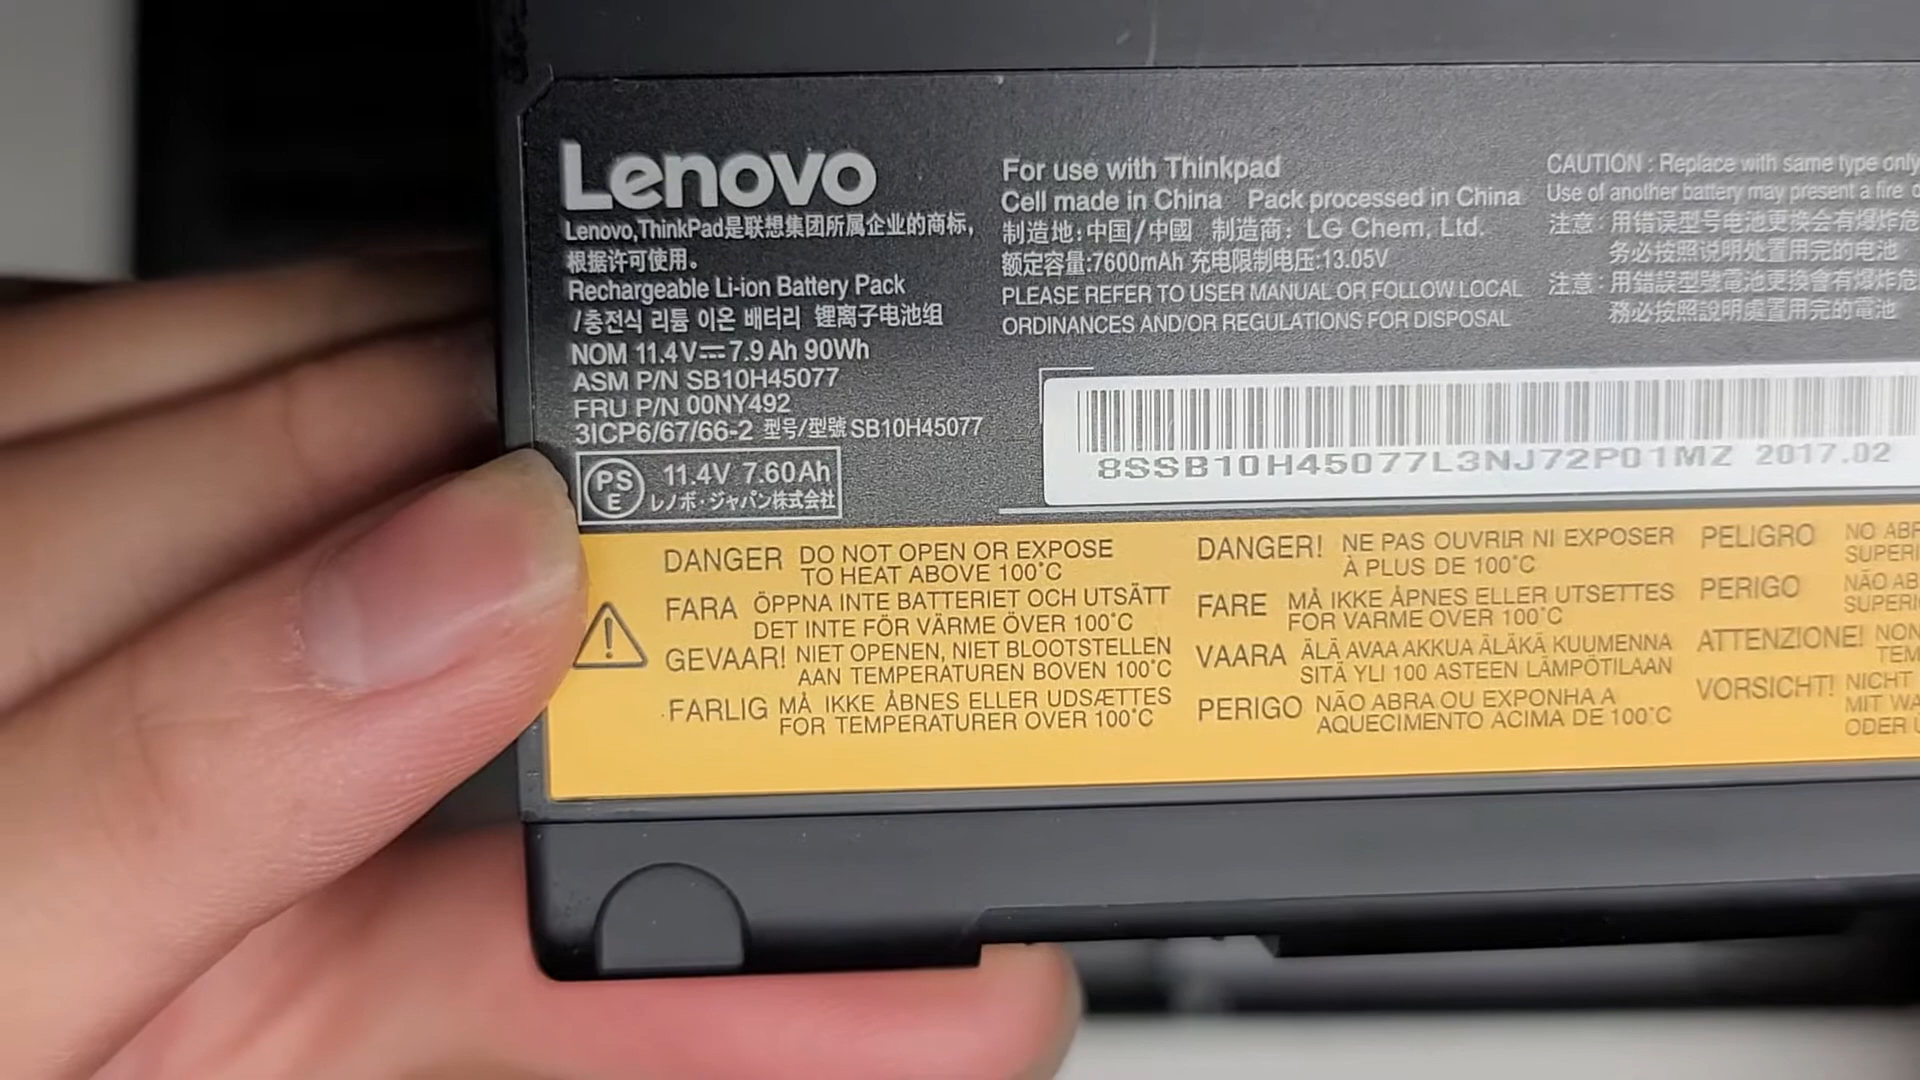 Lenovo
Lenovo,ThinkPad是联想集团所属企业的商标,
根据许可使用。
Rechargeable Li-ion Battery Pack
/충전식 리튬 이온 배터리 锂离子电池组
NOM 11.4V⎓7.9Ah 90Wh
ASM P/N SB10H45077
FRU P/N 00NY492
3ICP6/67/66-2 型号/型號 SB10H45077
PS
E
11.4V 7.60Ah
レノボ・ジャパン株式会社
For use with Thinkpad
Cell made in China Pack processed in China
制造地:中国/中國 制造商: LG Chem, Ltd.
额定容量:7600mAh 充电限制电压:13.05V
PLEASE REFER TO USER MANUAL OR FOLLOW LOCAL
ORDINANCES AND/OR REGULATIONS FOR DISPOSAL
CAUTION : Replace with same type only
Use of another battery may present a fire
注意:用错误型号电池更换会有爆炸危
务必按照说明处置用完的电池
注意:用錯誤型號電池更換會有爆炸危
務必按照說明處置用完的電池
8SSB10H45077L3NJ72P01MZ 2017.02
DANGER DO NOT OPEN OR EXPOSE
TO HEAT ABOVE 100°C
FARA ÖPPNA INTE BATTERIET OCH UTSÄTT
DET INTE FÖR VÄRME ÖVER 100°C
GEVAAR! NIET OPENEN, NIET BLOOTSTELLEN
AAN TEMPERATUREN BOVEN 100°C
FARLIG MÅ IKKE ÅBNES ELLER UDSÆTTES
FOR TEMPERATURER OVER 100°C
DANGER! NE PAS OUVRIR NI EXPOSER
À PLUS DE 100°C
FARE MÅ IKKE ÅPNES ELLER UTSETTES
FOR VARME OVER 100°C
VAARA ÄLÄ AVAA AKKUA ÄLÄKÄ KUUMENNA
SITÄ YLI 100 ASTEEN LÄMPÖTILAAN
PERIGO NÃO ABRA OU EXPONHA A
AQUECIMENTO ACIMA DE 100°C
PELIGRO NO ABR
SUPERI
PERIGO NÃO AB
SUPERI
ATTENZIONE! NON
TEM
VORSICHT! NICHT
MIT WA
ODER